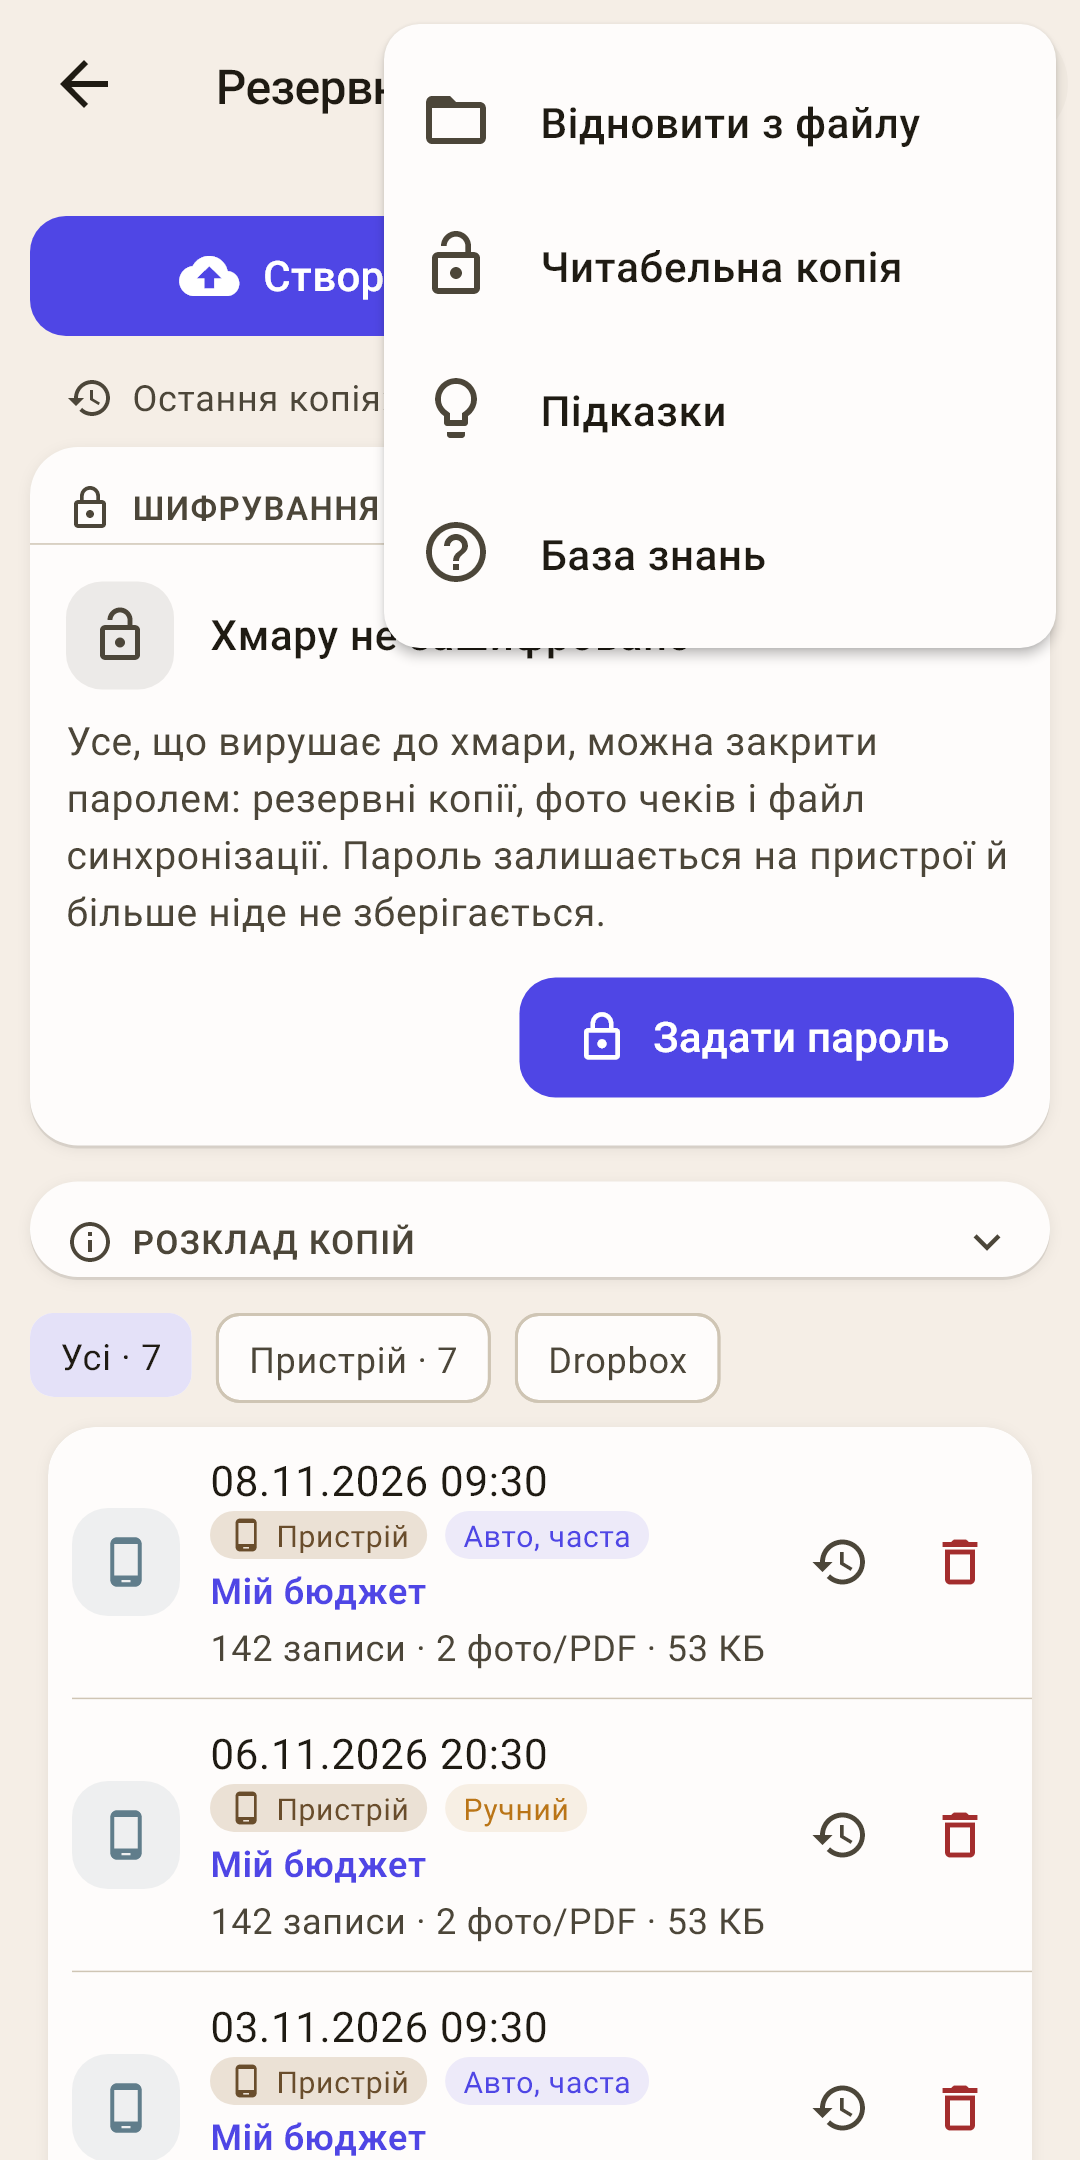 Відновити з файлу
Читабельна копія
Підказки
База знань
Остання копія
ШИФРУВАННЯ
Хмару не зашифровано
Усе, що вирушає до хмари, можна закрити
паролем: резервні копії, фото чеків і файл
синхронізації. Пароль залишається на пристрої й
більше ніде не зберігається.
Задати пароль
РОЗКЛАД КОПІЙ
Усі · 7
Пристрій · 7
Dropbox
08.11.2026 09:30
Пристрій
Авто, часта
Мій бюджет
142 записи · 2 фото/PDF · 53 КБ
06.11.2026 20:30
Пристрій
Ручний
Мій бюджет
142 записи · 2 фото/PDF · 53 КБ
03.11.2026 09:30
Пристрій
Авто, часта
Мій бюджет